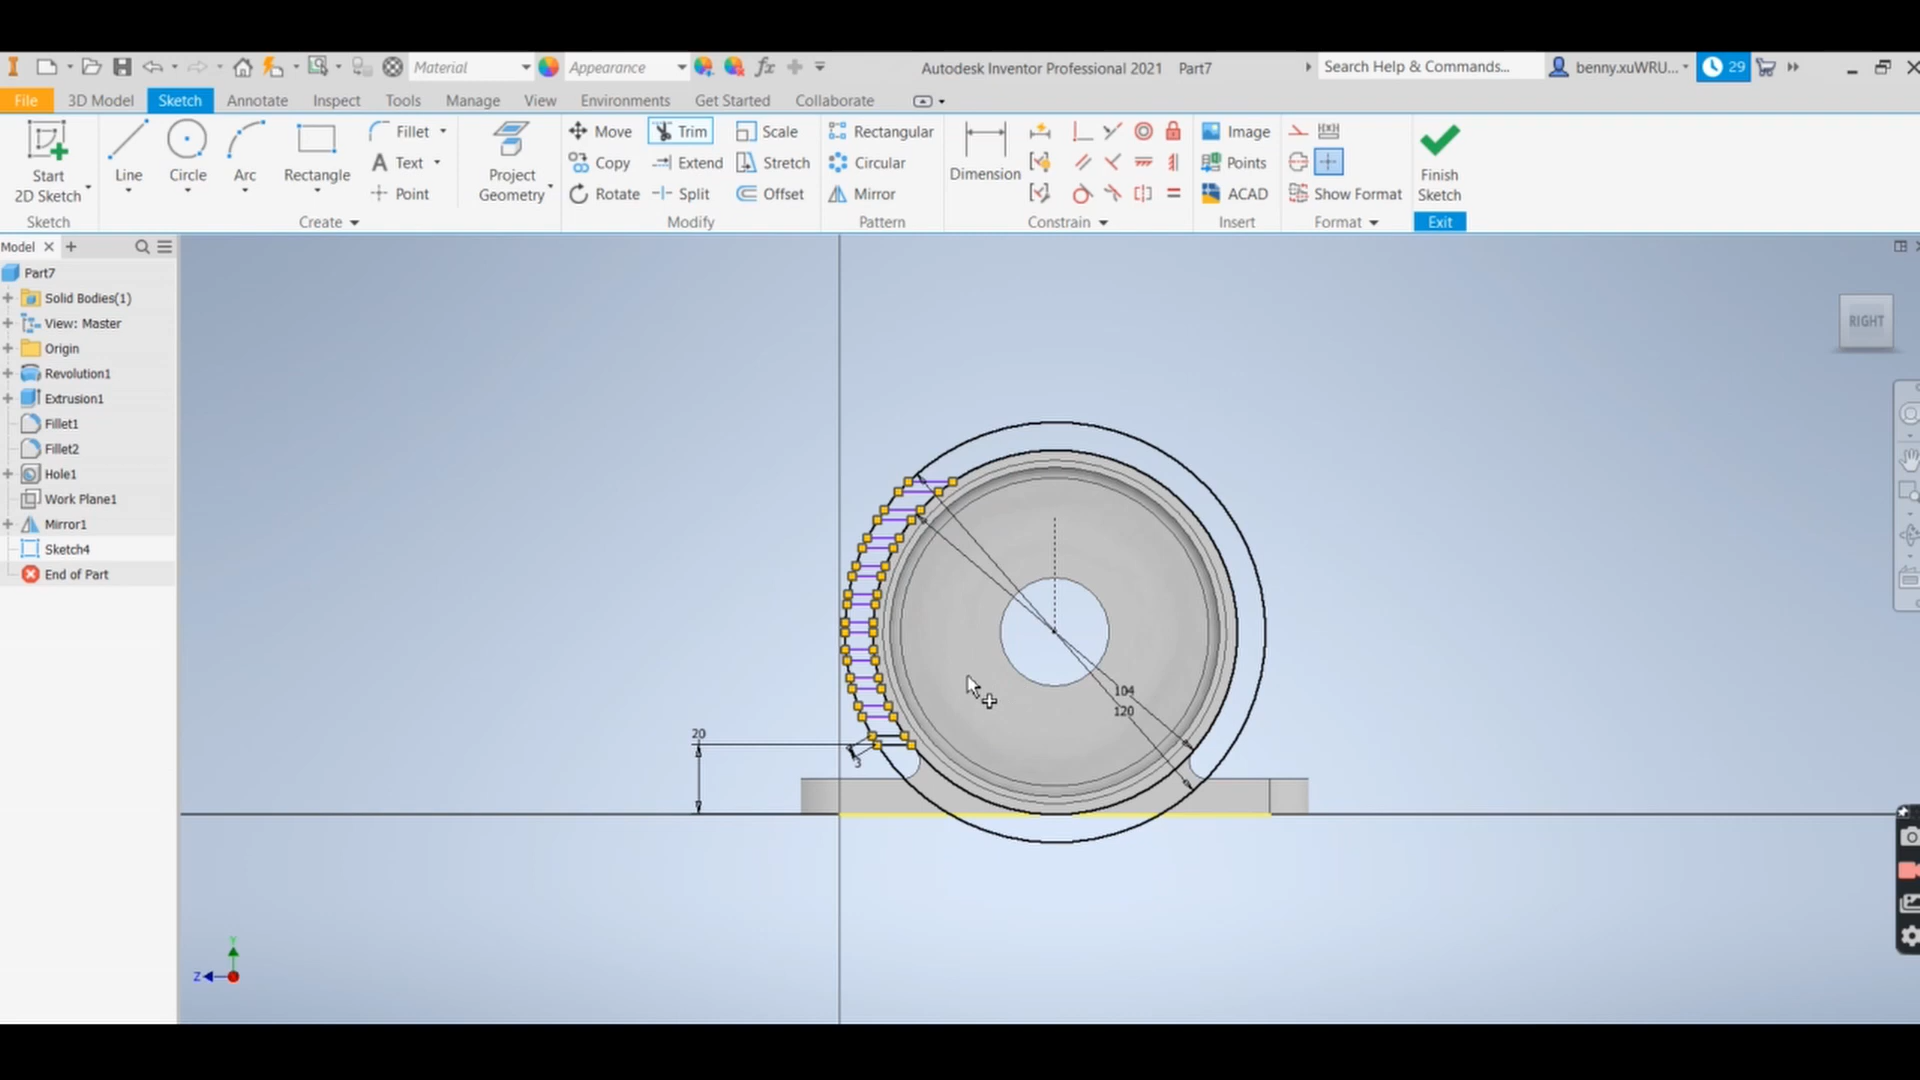 Material
Appearance
fx
Autodesk Inventor Professional 2021 Part7
Search Help & Commands...
benny.xuWRU...
29
File
3D Model
Sketch
Annotate
Inspect
Tools
Manage
View
Environments
Get Started
Collaborate
Start
2D Sketch
Line
Circle
Arc
Rectangle
Fillet
Text
Point
Project
Geometry
Move
Copy
Rotate
Trim
Extend
Split
Scale
Stretch
Offset
Rectangular
Circular
Mirror
Dimension
Image
Points
ACAD
Show Format
Finish
Sketch
Sketch
Create
Modify
Pattern
Constrain
Insert
Format
Exit
Model
Part7
Solid Bodies(1)
View: Master
Origin
Revolution1
Extrusion1
Fillet1
Fillet2
Hole1
Work Plane1
Mirror1
Sketch4
End of Part
RIGHT
104
120
20
3
Y
Z